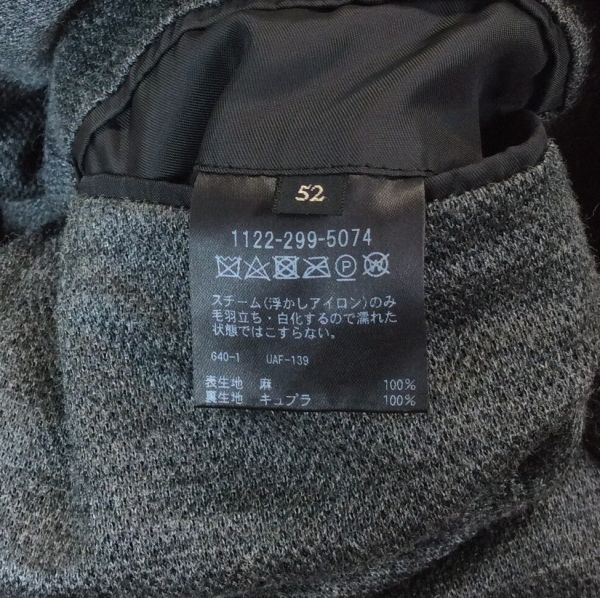 52
1122-299-5074
P W
スチーム(浮かしアイロン)のみ
毛羽立ち・白化するので濡れた
状態ではこすらない。
640-1 UAF-139
表生地 麻 100%
裏生地 キュプラ 100%